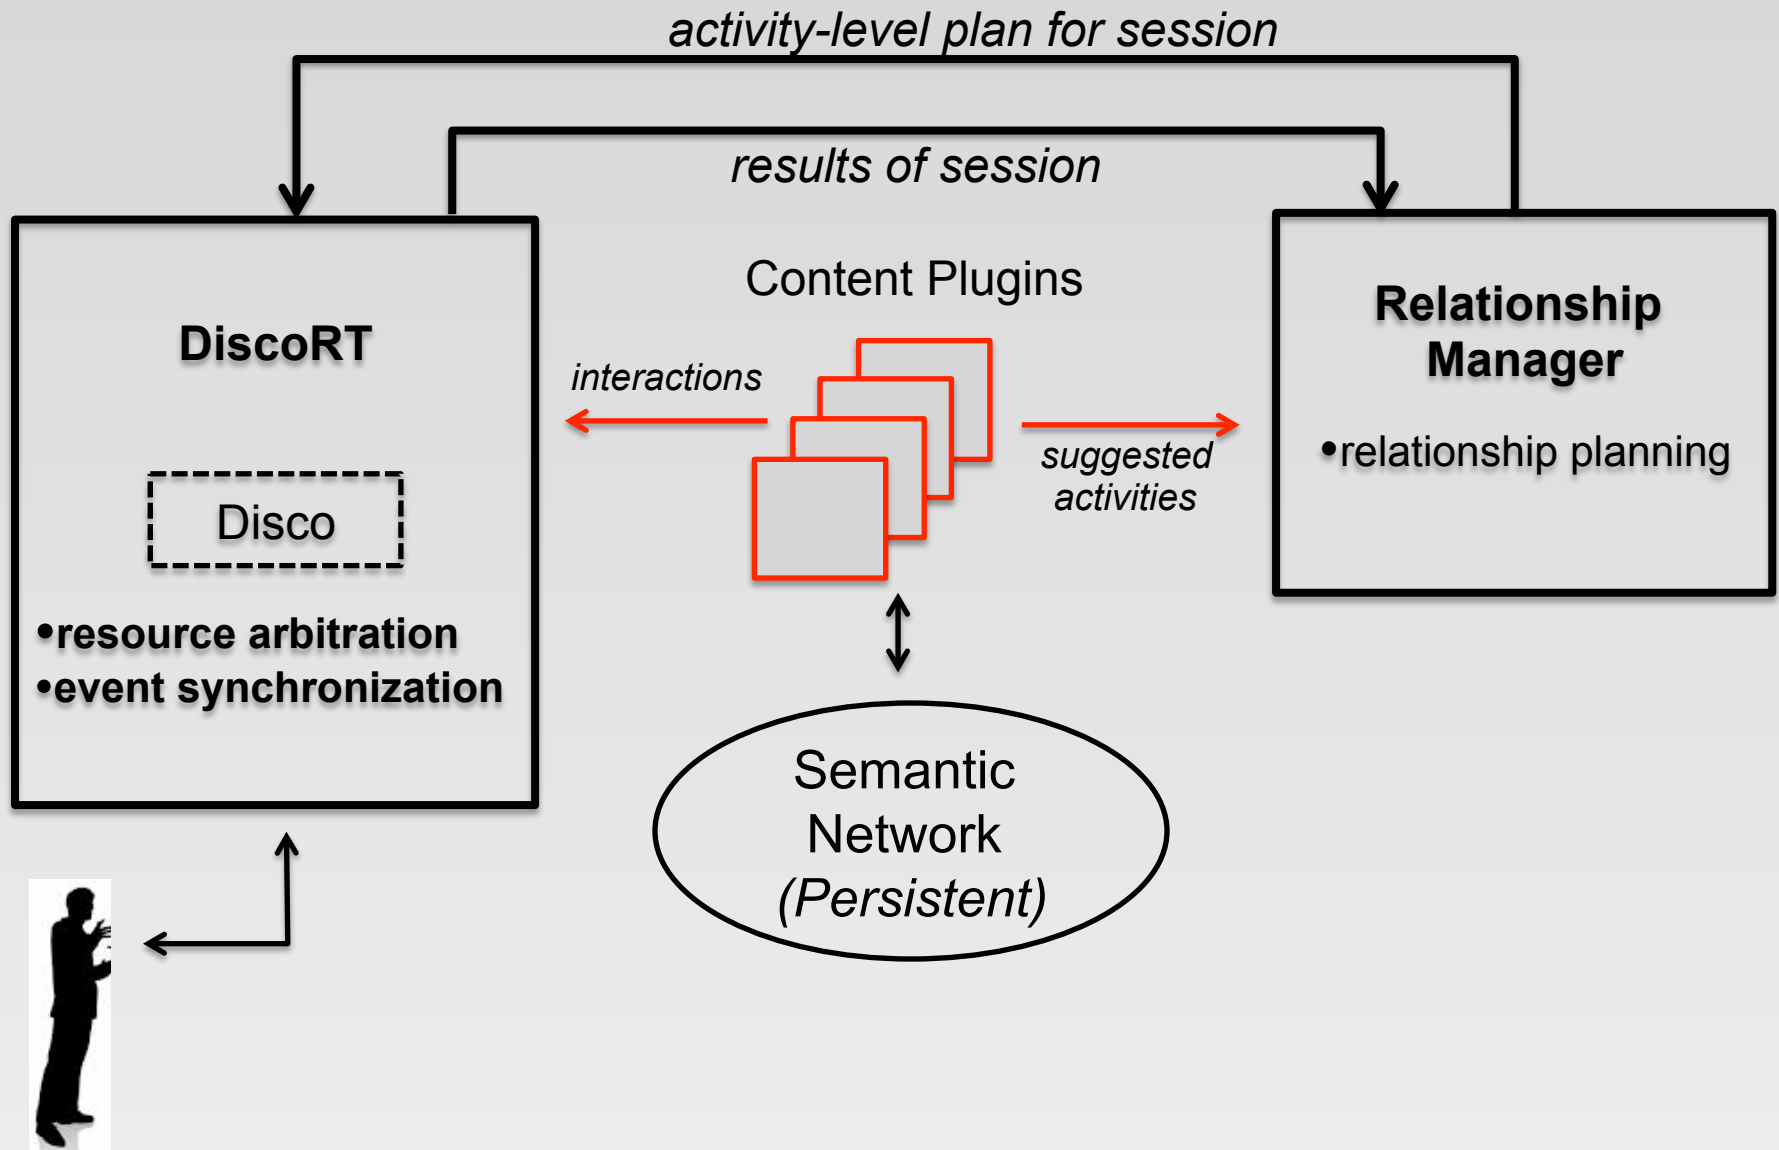 activity-level plan for session
results of session
Content Plugins
DiscoRT
interactions
Disco
•resource arbitration
•event synchronization
suggested
activities
Relationship
Manager
•relationship planning
Semantic
Network
(Persistent)